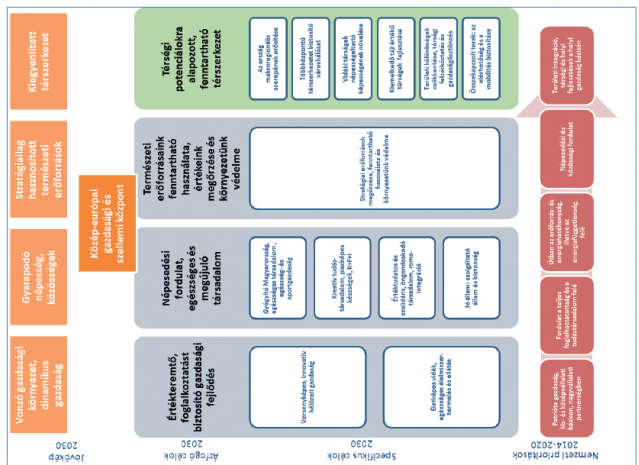 Jövőkép
2030
Vonzó gazdasági
környezet,
dinamikus
gazdaság
Gyarapodó
népesség,
közösségek
Stratégiailag
hasznosított
természeti
erőforrások
Kiegyenlített
térszerkezet
Közép-európai
gazdasági és
szellemi központ
Átfogó célok
2030
Értékteremtő,
foglalkoztatást
biztosító gazdasági
fejlődés
Népesedési
fordulat,
egészséges és
megújuló
társadalom
Természeti
erőforrásaink
fenntartható
használata,
értékeink
megőrzése és
környezetünk
védelme
Térségi
potenciálokra
alapozott,
fenntartható
térszerkezet
Specifikus célok
2030
Versenyképes, innovatív
hálózati gazdaság
Életképes vidék,
egészséges élelmiszer-
termelés és ellátás
Gyógyító Magyarország,
egészséges társadalom,
egészség- és
sportgazdaság
Kreatív tudás-
társadalom, piacképes
készségek, K+F+I
Értéktudatos és
szolidáris, öngondoskodó
társadalom, roma-
integráció
Jó állam: szolgáltató
állam és biztonság
Stratégiai erőforrások
megőrzése, fenntartható
használata és
környezetünk védelme
Az ország
makroregionális
szerepének erősítése
Többközpontú
térszerkezetet biztosító
városhálózat
Vidéki térségek
népességeltartó
képességének növelése
Kiemelkedő táji értékű
térségek fejlesztése
Területi különbségek
csökkentése, térségi
felzárkóztatás és
gazdaságösztönzés
Összekapcsolt terek: az
elérhetőség és a
mobilitás biztosítása
Nemzeti prioritások
2014-2020
Patrióta gazdaság,
kis- és középvállalati
bázison, nagyvállalati
partnerségben
Fordulat a teljes
foglalkoztatottság és a
tudástársadalom felé
Útban az erőforrás és
energiahatékonyság,
illetve az
energiafüggetlenség
felé
Népesedési és
közösségi fordulat
Területi integráció,
térségi és helyi
fejlesztések a helyi
gazdaság bázisán